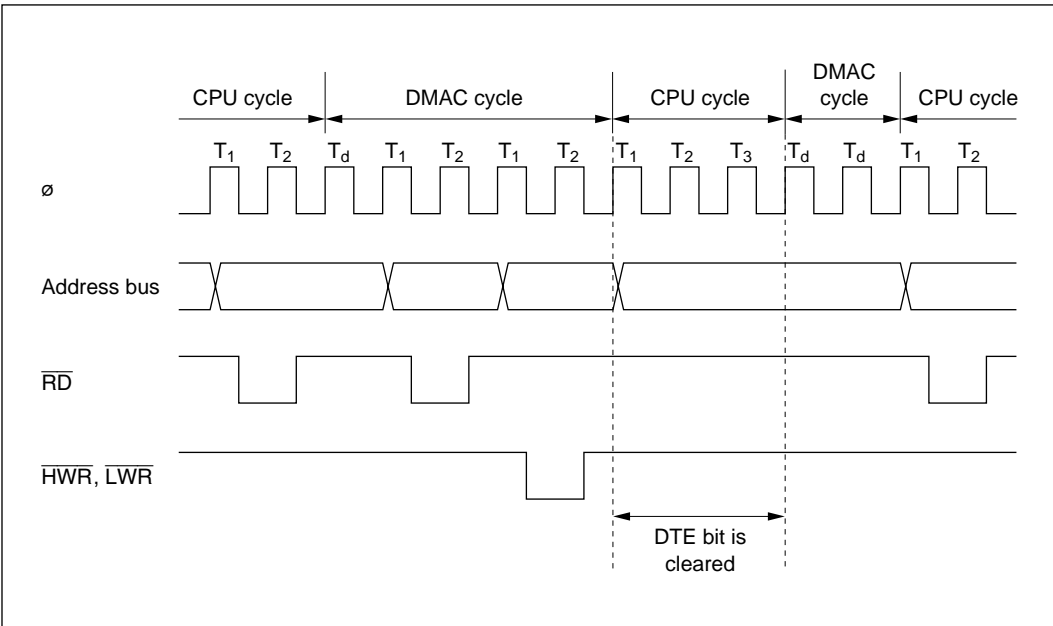 DMAC
CPU cycle DMAC cycle CPU cycle cycle CPU cycle
T1 T2 Td T1 T2 T1 T2 T1 T2 T3 Td Td T1 T2
ø
Address bus
RD
HWR, LWR
DTE bit is
cleared